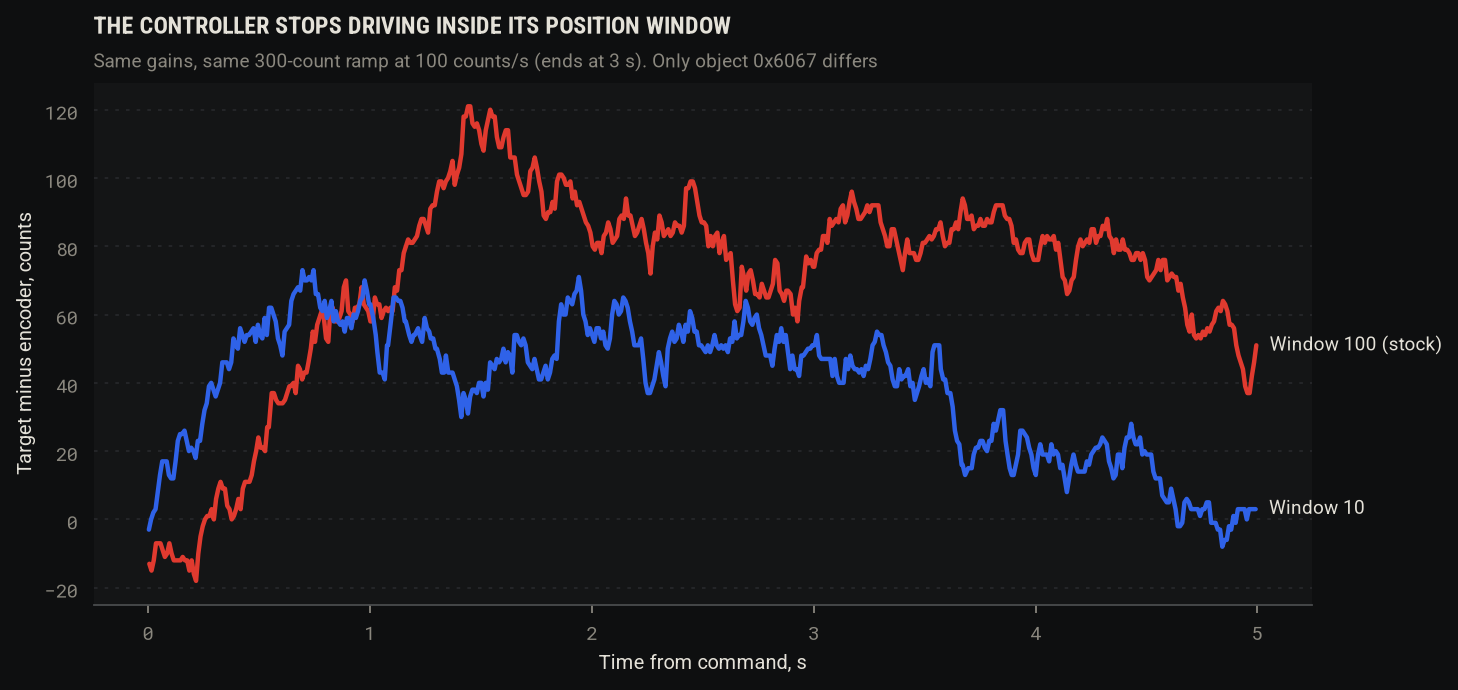 THE CONTROLLER STOPS DRIVING INSIDE ITS POSITION WINDOW
Same gains, same 300-count ramp at 100 counts/s (ends at 3 s). Only object 0x6067 differs
Target minus encoder, counts
120
100
80
60
40
20
0
−20
Window 100 (stock)
Window 10
0 1 2 3 4 5
Time from command, s